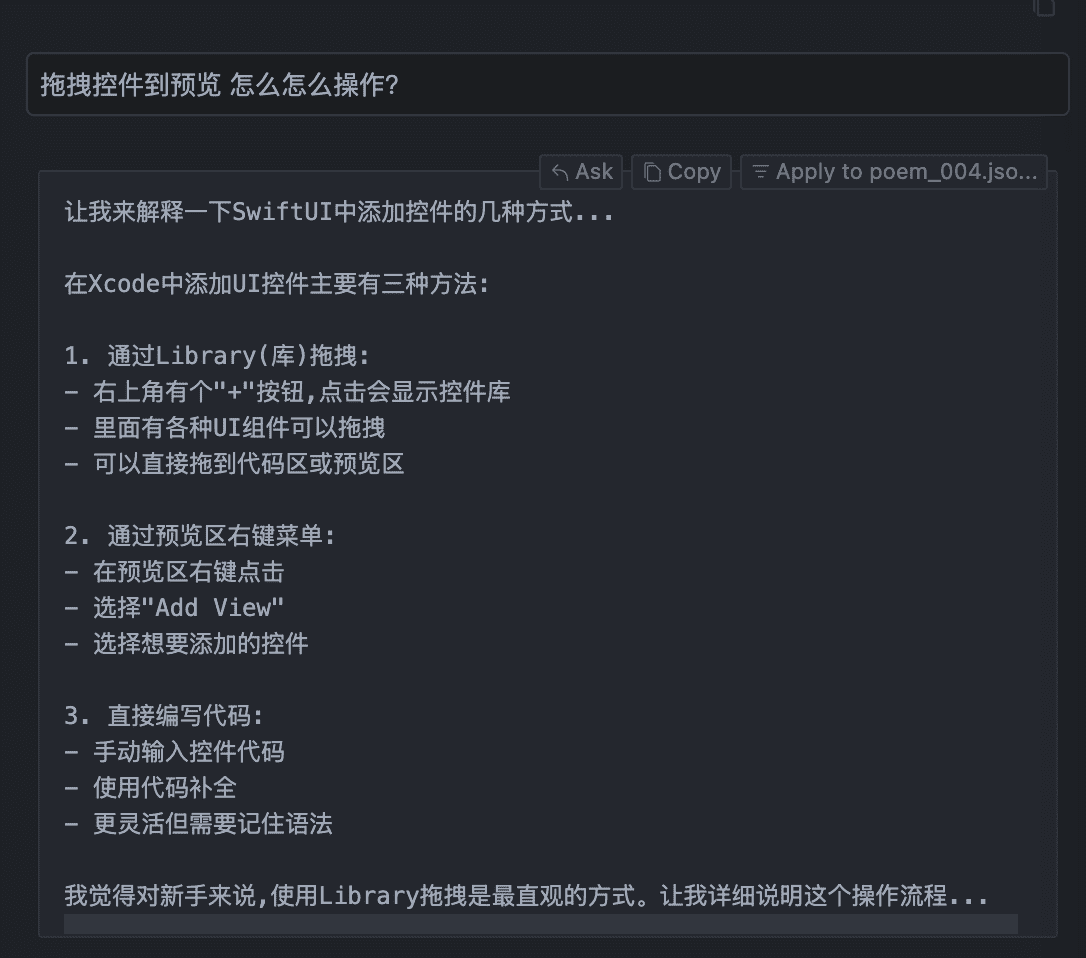 拖拽控件到预览 怎么怎么操作?
Ask
Copy
Apply to poem_004.jso...
让我来解释一下SwiftUI中添加控件的几种方式...
在Xcode中添加UI控件主要有三种方法:
1. 通过Library(库)拖拽:
- 右上角有个"+"按钮,点击会显示控件库
- 里面有各种UI组件可以拖拽
- 可以直接拖到代码区或预览区
2. 通过预览区右键菜单:
- 在预览区右键点击
- 选择"Add View"
- 选择想要添加的控件
3. 直接编写代码:
- 手动输入控件代码
- 使用代码补全
- 更灵活但需要记住语法
我觉得对新手来说,使用Library拖拽是最直观的方式。让我详细说明这个操作流程...